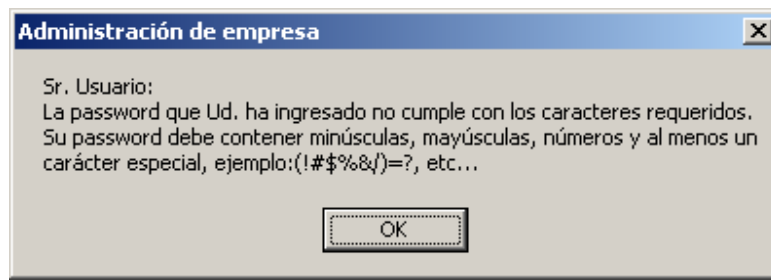 Administración de empresa
Sr. Usuario:
La password que Ud. ha ingresado no cumple con los caracteres requeridos.
Su password debe contener minúsculas, mayúsculas, números y al menos un
carácter especial, ejemplo:(!#$%&/)=?, etc...
OK